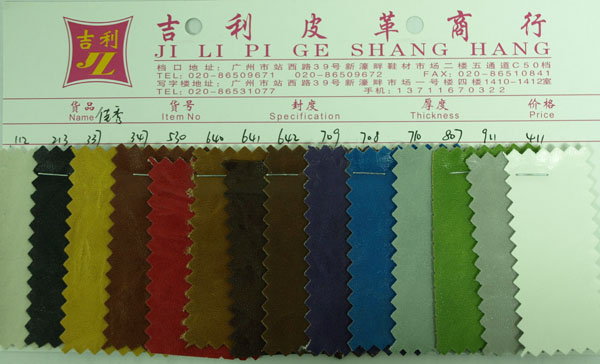 吉利
JL
吉利皮革商行
JI LI PI GE SHANG HANG
档口地址:广州市站西路39号新濠畔鞋材市场二楼五通道C50档
TEL: 020-86509671 020-86509672 FAX: 020-86510841
写字楼地址:广州市站西路39号新濠畔市场一号楼四楼1410-1412室
TEL: 020-86531077 手机:13711670322
货品 货号 封度 厚度 价格
Name 佳秀 Item No Specification Thickness Price
112 213 337 347 530 640 641 642 709 708 710 807 911 411